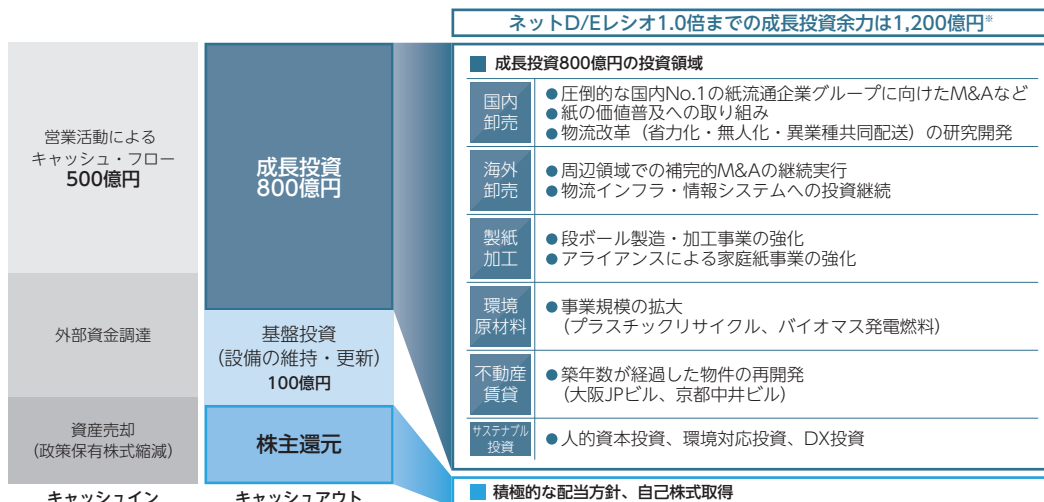 ネットD/Eレシオ1.0倍までの成長投資余力は1,200億円※
営業活動による
キャッシュ・フロー
500億円
外部資金調達
資産売却
(政策保有株式縮減)
キャッシュイン
成長投資
800億円
基盤投資
(設備の維持・更新)
100億円
株主還元
キャッシュアウト
■ 成長投資800億円の投資領域
国内
卸売
●圧倒的な国内No.1の紙流通企業グループに向けたM&Aなど
●紙の価値普及への取り組み
●物流改革（省力化・無人化・異業種共同配送）の研究開発
海外
卸売
●周辺領域での補完的M&Aの継続実行
●物流インフラ・情報システムへの投資継続
製紙
加工
●段ボール製造・加工事業の強化
●アライアンスによる家庭紙事業の強化
環境
原材料
●事業規模の拡大
（プラスチックリサイクル、バイオマス発電燃料）
不動産
賃貸
●築年数が経過した物件の再開発
（大阪JPビル、京都中井ビル）
サステナブル
投資
●人的資本投資、環境対応投資、DX投資
■ 積極的な配当方針、自己株式取得